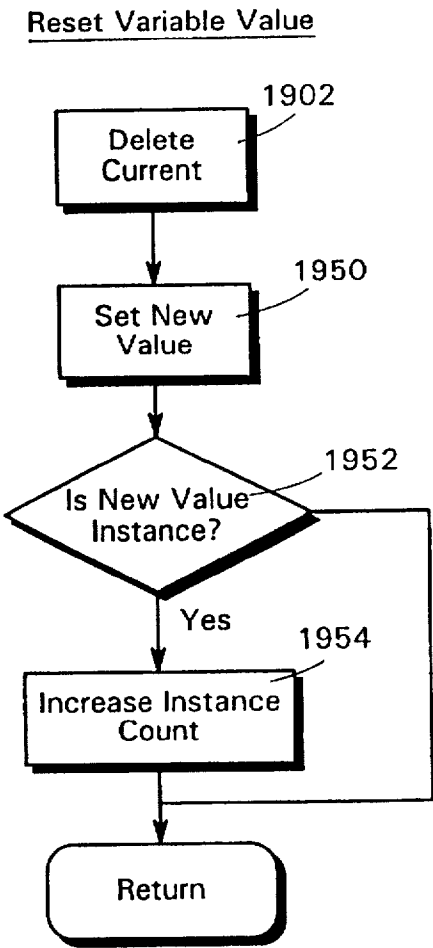 Reset Variable Value
1902
Delete
Current
1950
Set New
Value
1952
Is New Value
Instance?
Yes
1954
Increase Instance
Count
Return